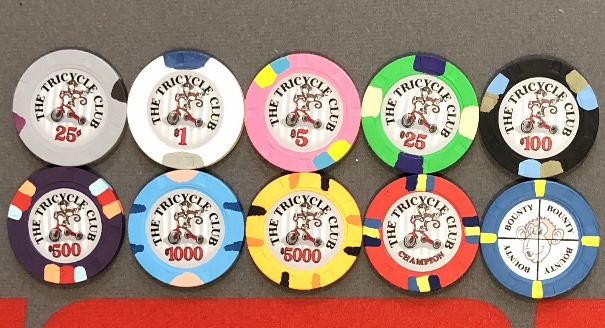 THE TRICYCLE CLUB
25¢
THE TRICYCLE CLUB
$1
THE TRICYCLE CLUB
$5
THE TRICYCLE CLUB
$25
THE TRICYCLE CLUB
$100
THE TRICYCLE CLUB
$500
THE TRICYCLE CLUB
$1000
THE TRICYCLE CLUB
$5000
THE TRICYCLE CLUB
CHAMPION
BOUNTY BOUNTY
BOUNTY BOUNTY